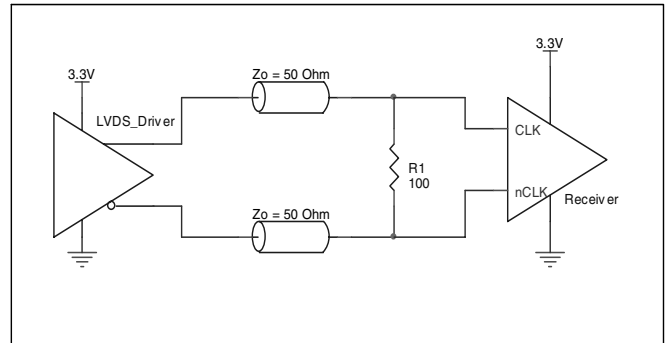 3.3V
3.3V
Zo = 50 Ohm
LVDS_Driver
CLK
R1
100
nCLK
Receiver
Zo = 50 Ohm